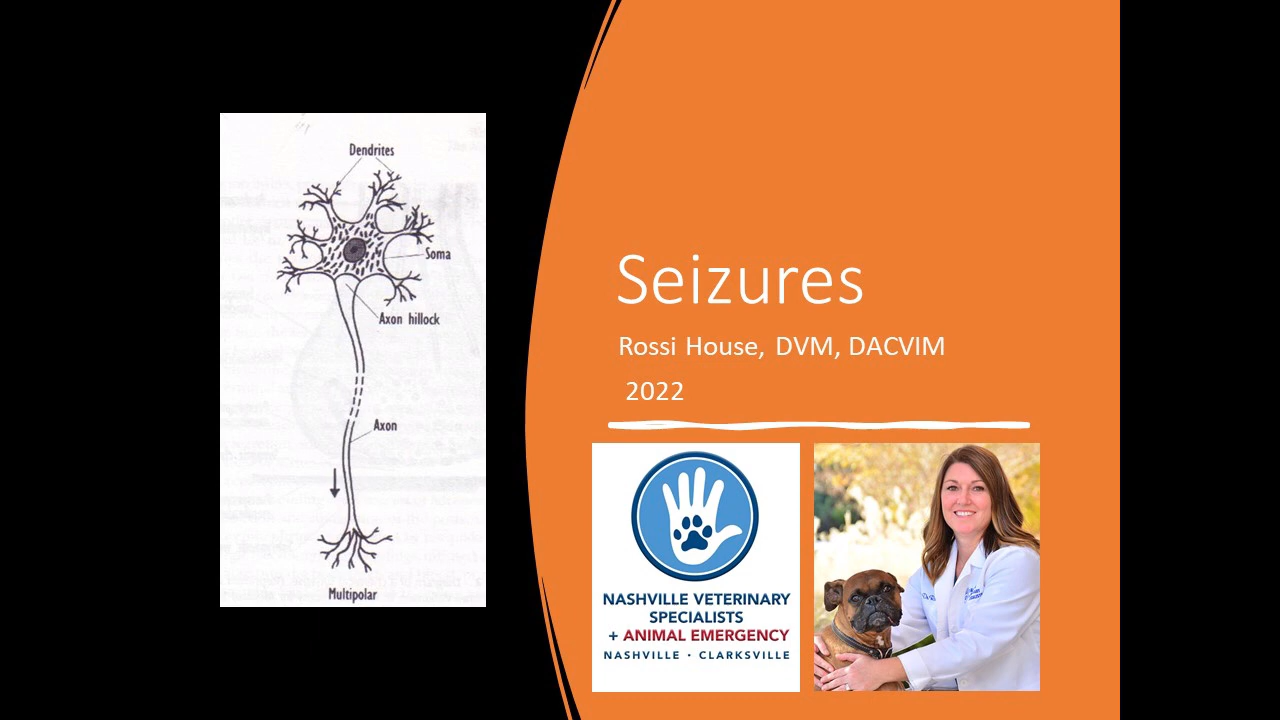 Dendrites
Soma
Axon hillock
Axon
Multipolar
Seizures
Rossi House, DVM, DACVIM
2022
NASHVILLE VETERINARY
SPECIALISTS
+ ANIMAL EMERGENCY
NASHVILLE • CLARKSVILLE